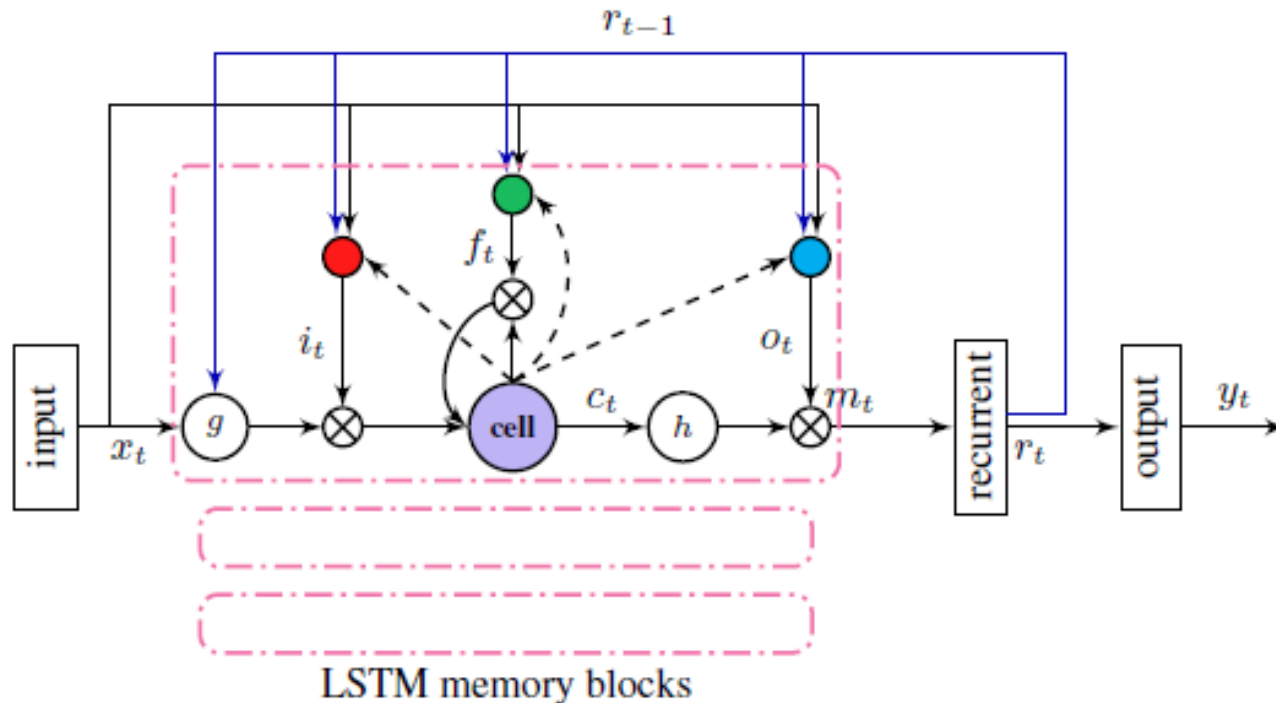 r_{t−1}
f_t
i_t
o_t
input
x_t
g
cell
c_t
h
m_t
recurrent
r_t
output
y_t
LSTM memory blocks